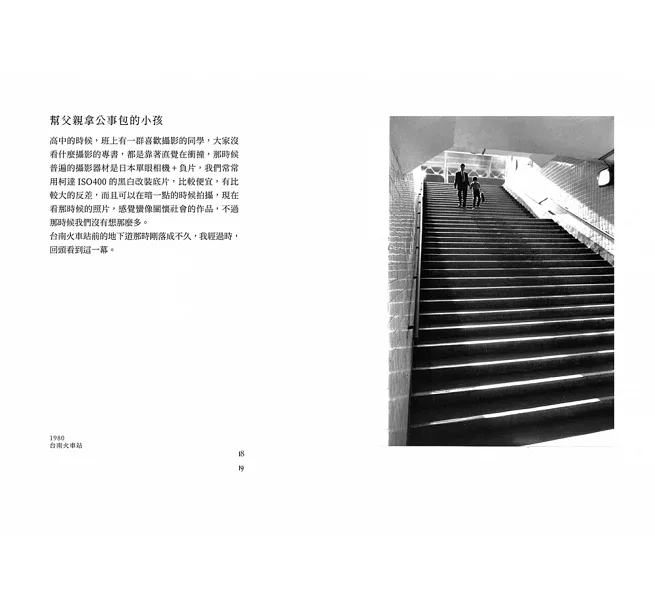 幫父親拿公事包的小孩
高中的時候，班上有一群喜歡攝影的同學，大家沒
看什麼攝影的專書，都是靠著直覺在衝撞，那時候
普遍的攝影器材是日本單眼相機+負片，我們常常
用柯達 ISO400 的黑白改裝底片，比較便宜，有比
較大的反差，而且可以在暗一點的時候拍攝，現在
看那時候的照片，感覺蠻像關懷社會的作品，不過
那時候我們沒有想那麼多。
台南火車站前的地下道那時剛落成不久，我經過時，
回頭看到這一幕。
1980
台南火車站
18
19